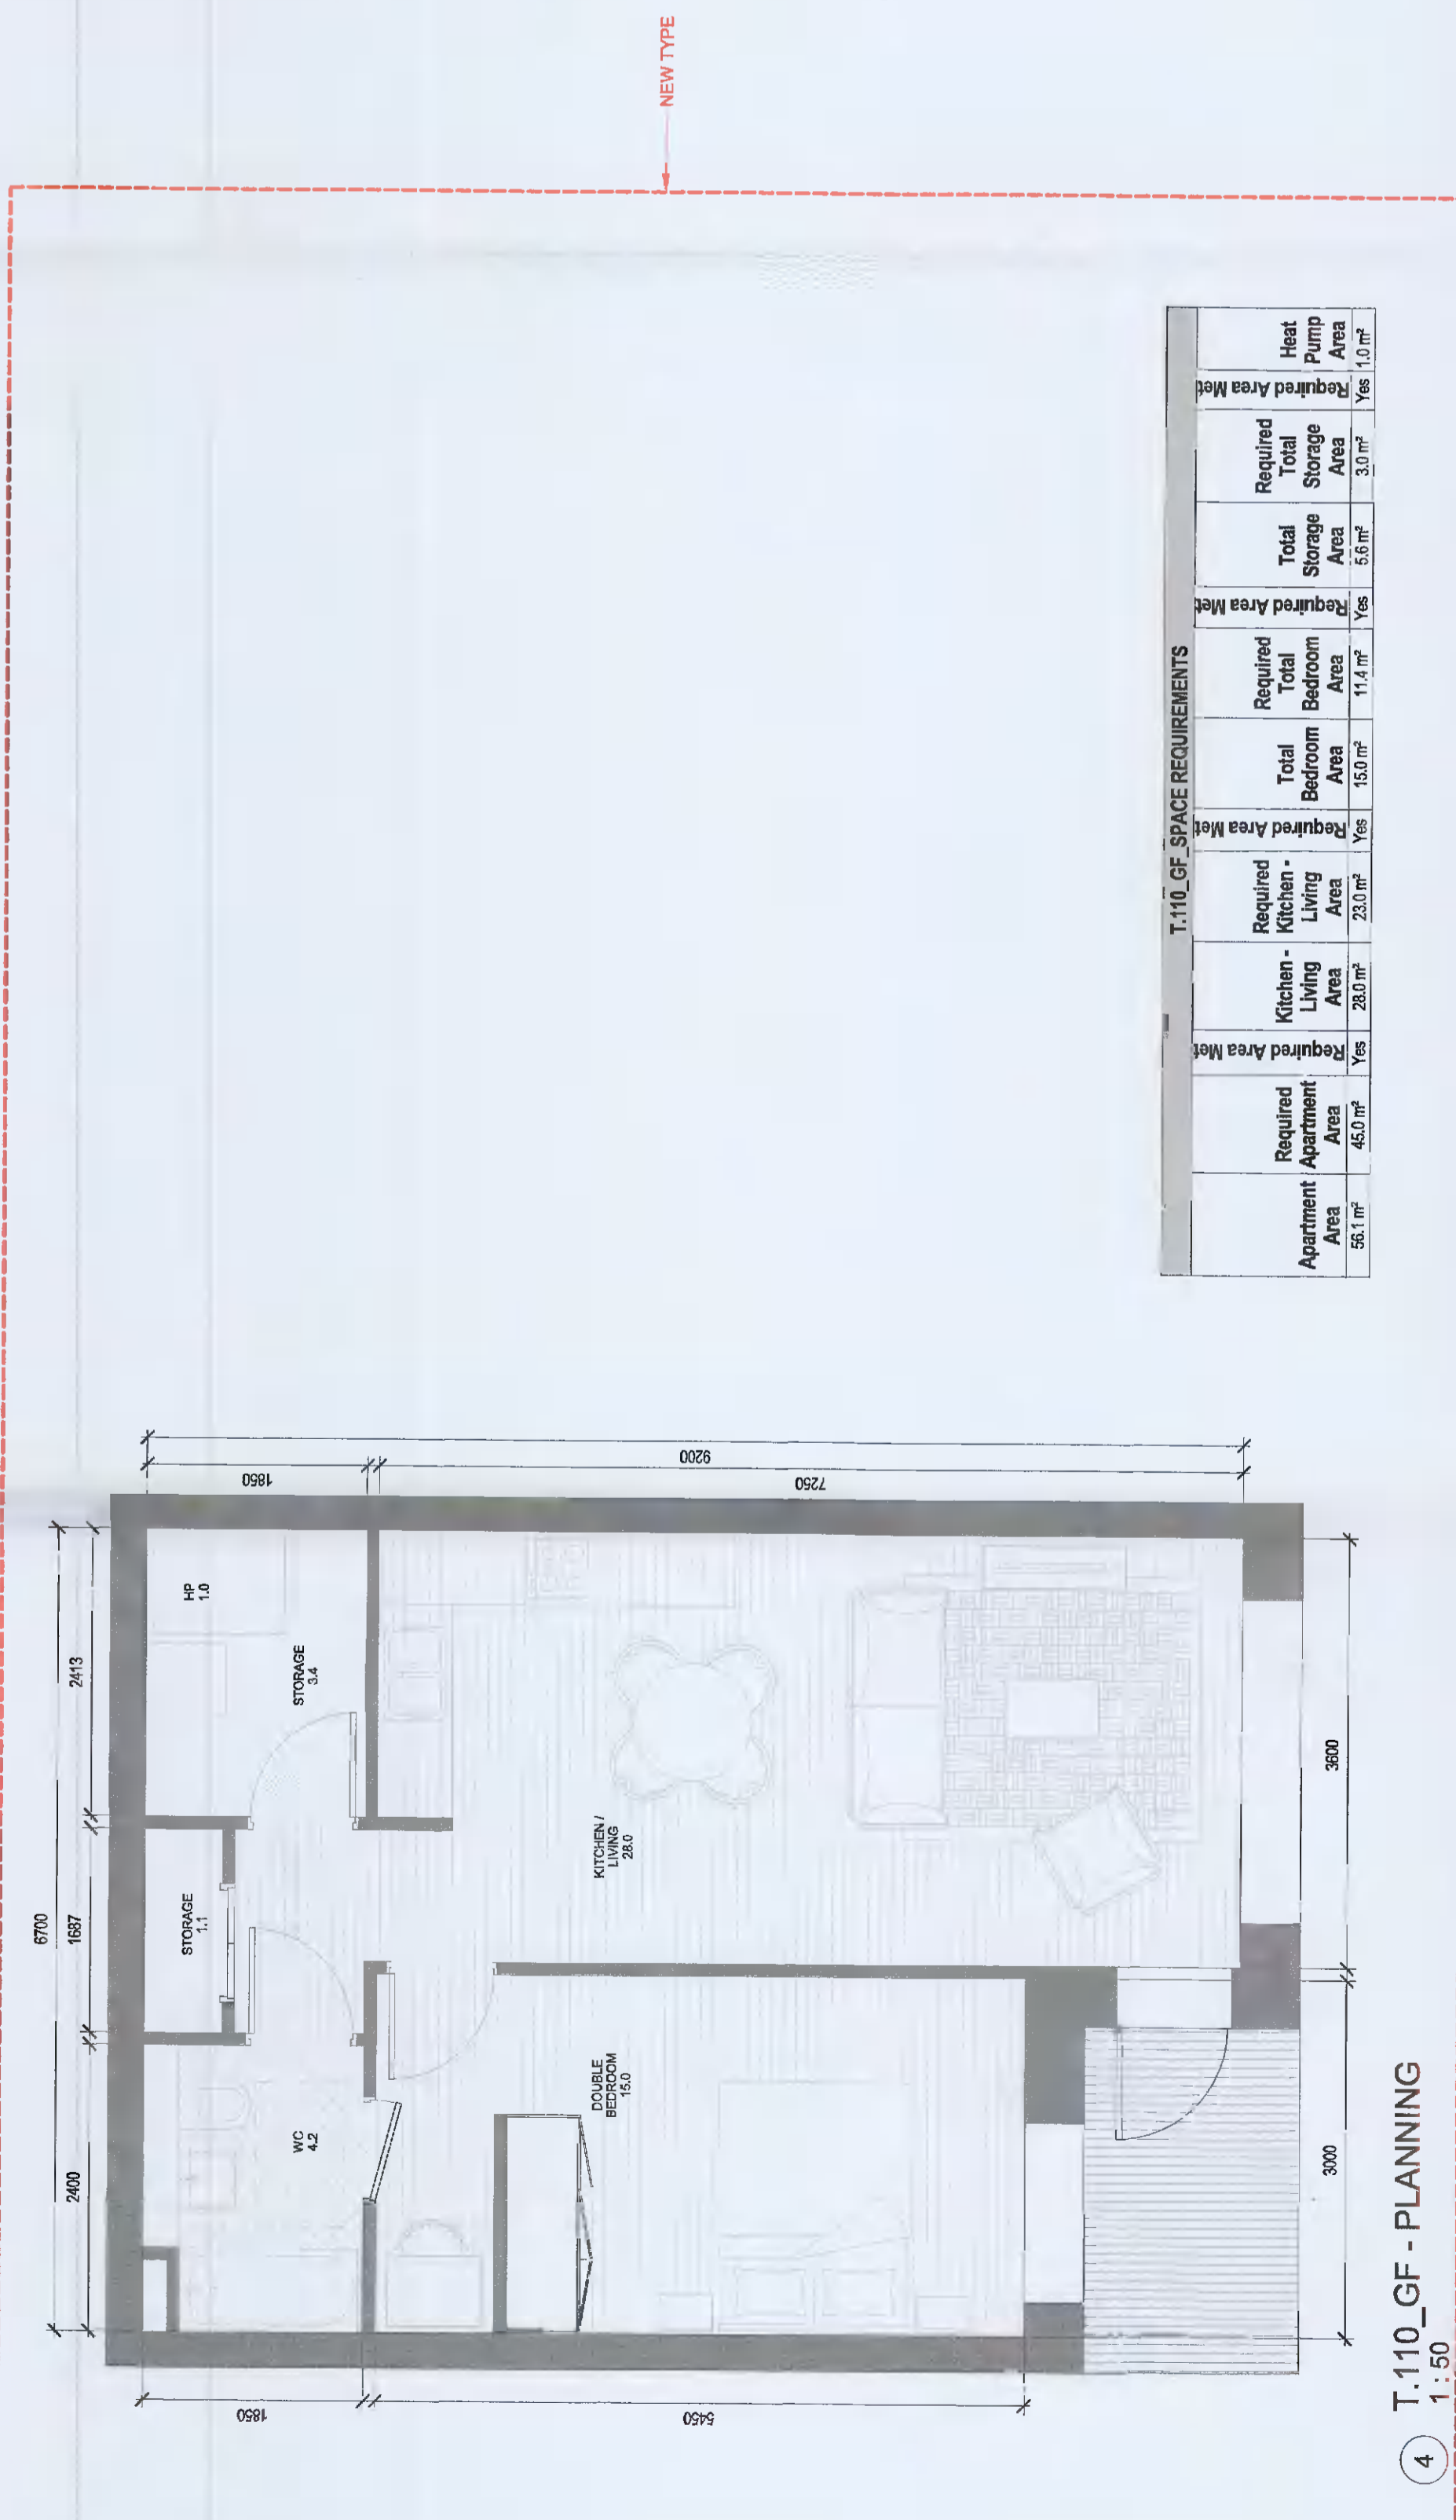 NEW TYPE
6700
2400
1687
2413
1850
9200
7250
1850
5450
HP
1.0
STORAGE
3.4
STORAGE
1.1
WC
4.2
KITCHEN /
LIVING
28.0
DOUBLE
BEDROOM
15.0
3000
3600
T.110_GF_SPACE REQUIREMENTS
Apartment
Area
Required
Apartment
Area
Required Area Met
Kitchen -
Living
Area
Required
Kitchen -
Living
Area
Required Area Met
Total
Bedroom
Area
Required
Total
Bedroom
Area
Required Area Met
Total
Storage
Area
Required
Total
Storage
Area
Required Area Met
Heat
Pump
Area
56.1 m² 45.0 m² Yes 28.0 m² 23.0 m² Yes 15.0 m² 11.4 m² Yes 5.6 m² 3.0 m² Yes 1.0 m²
4 T.110_GF - PLANNING
1 : 50